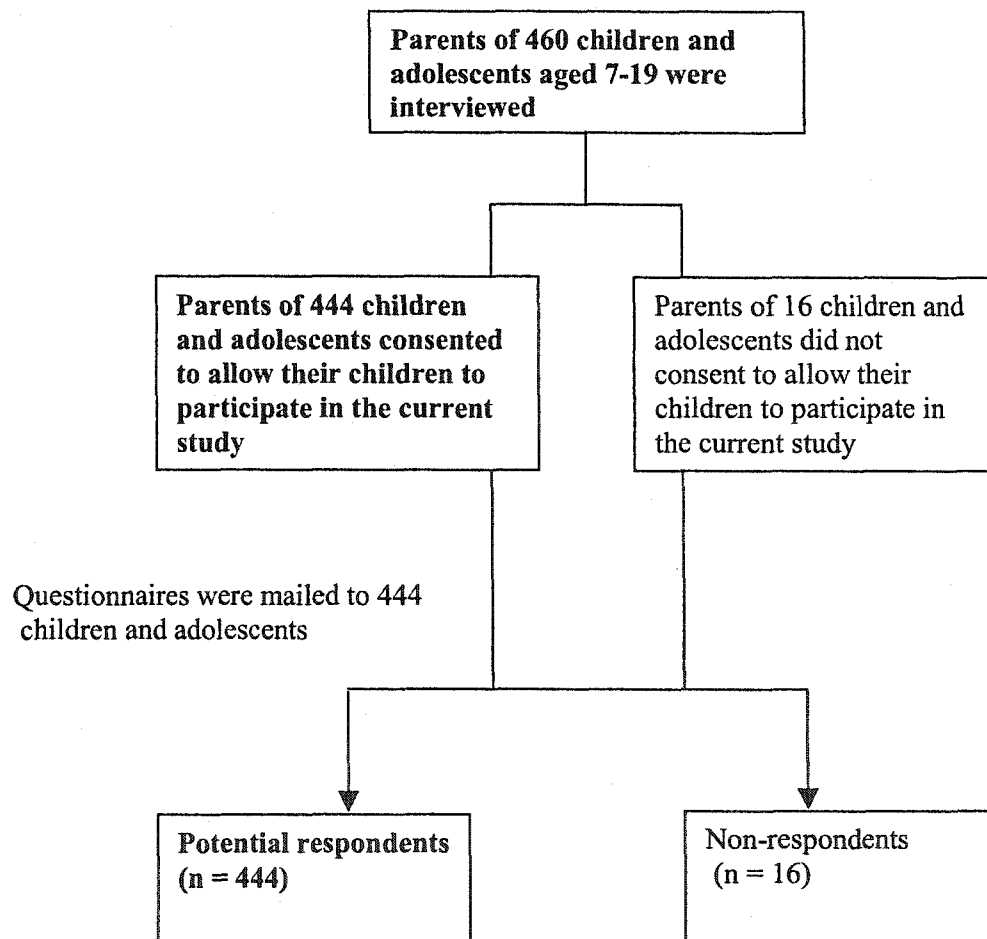 Parents of 460 children and
adolescents aged 7-19 were
interviewed
Parents of 444 children
and adolescents consented
to allow their children to
participate in the current
study
Parents of 16 children and
adolescents did not
consent to allow their
children to participate in
the current study
Questionnaires were mailed to 444
children and adolescents
Potential respondents
(n = 444)
Non-respondents
(n = 16)